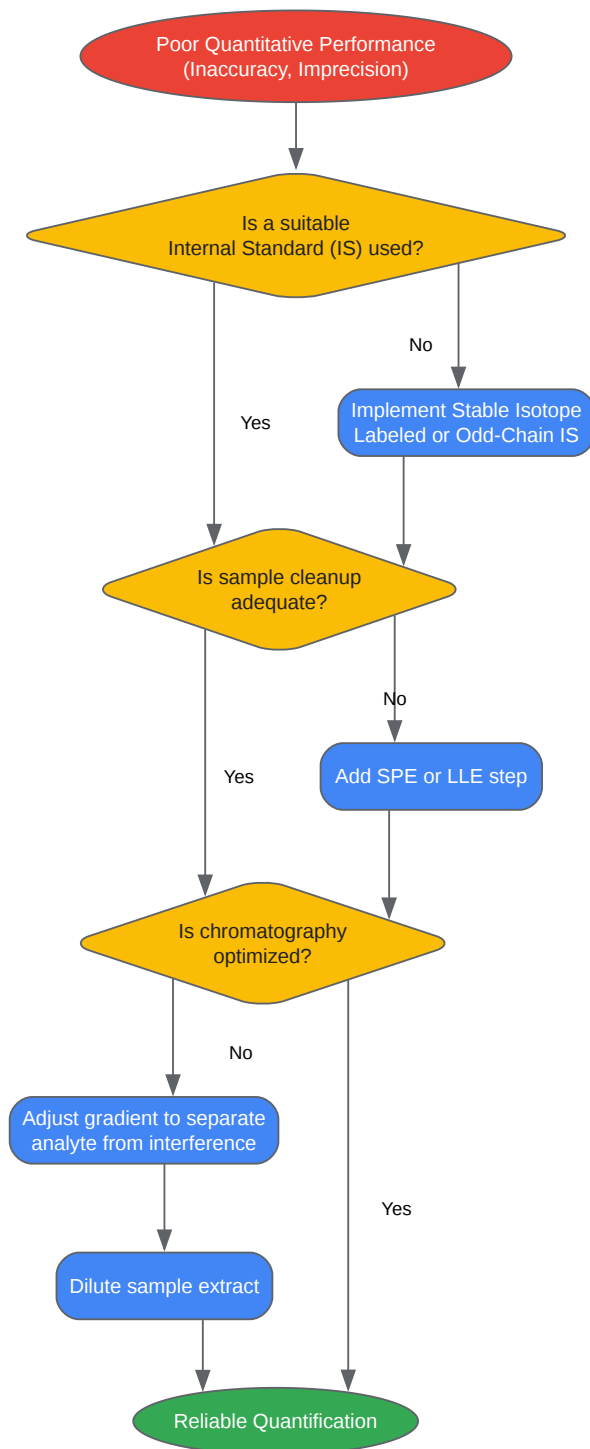 Poor Quantitative Performance
(Inaccuracy, Imprecision)
Is a suitable
Internal Standard (IS) used?
No
Implement Stable Isotope
Labeled or Odd-Chain IS
Yes
Is sample cleanup
adequate?
No
Add SPE or LLE step
Yes
Is chromatography
optimized?
No
Adjust gradient to separate
analyte from interference
Yes
Dilute sample extract
Reliable Quantification